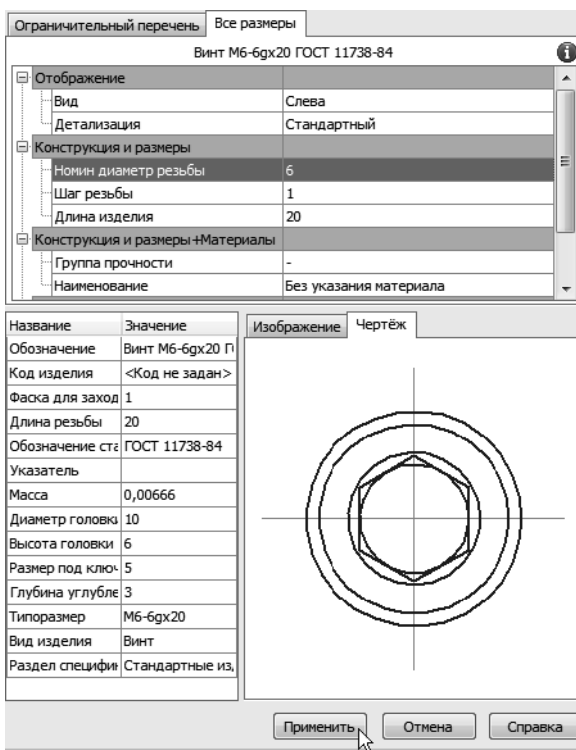 Ограничительный перечень Все размеры
Винт М6-6gx20 ГОСТ 11738-84
Отображение
Вид Слева
Детализация Стандартный
Конструкция и размеры
Номин диаметр резьбы 6
Шаг резьбы 1
Длина изделия 20
Конструкция и размеры+Материалы
Группа прочности -
Наименование Без указания материала
Название Значение
Обозначение Винт М6-6gx20 Г
Код изделия <Код не задан>
Фаска для заход 1
Длина резьбы 20
Обозначение ста ГОСТ 11738-84
Указатель
Масса 0,00666
Диаметр головки 10
Высота головки 6
Размер под ключ 5
Глубина углубле 3
Типоразмер М6-6gx20
Вид изделия Винт
Раздел специфик Стандартные из,
Изображение Чертёж
Применить Отмена Справка